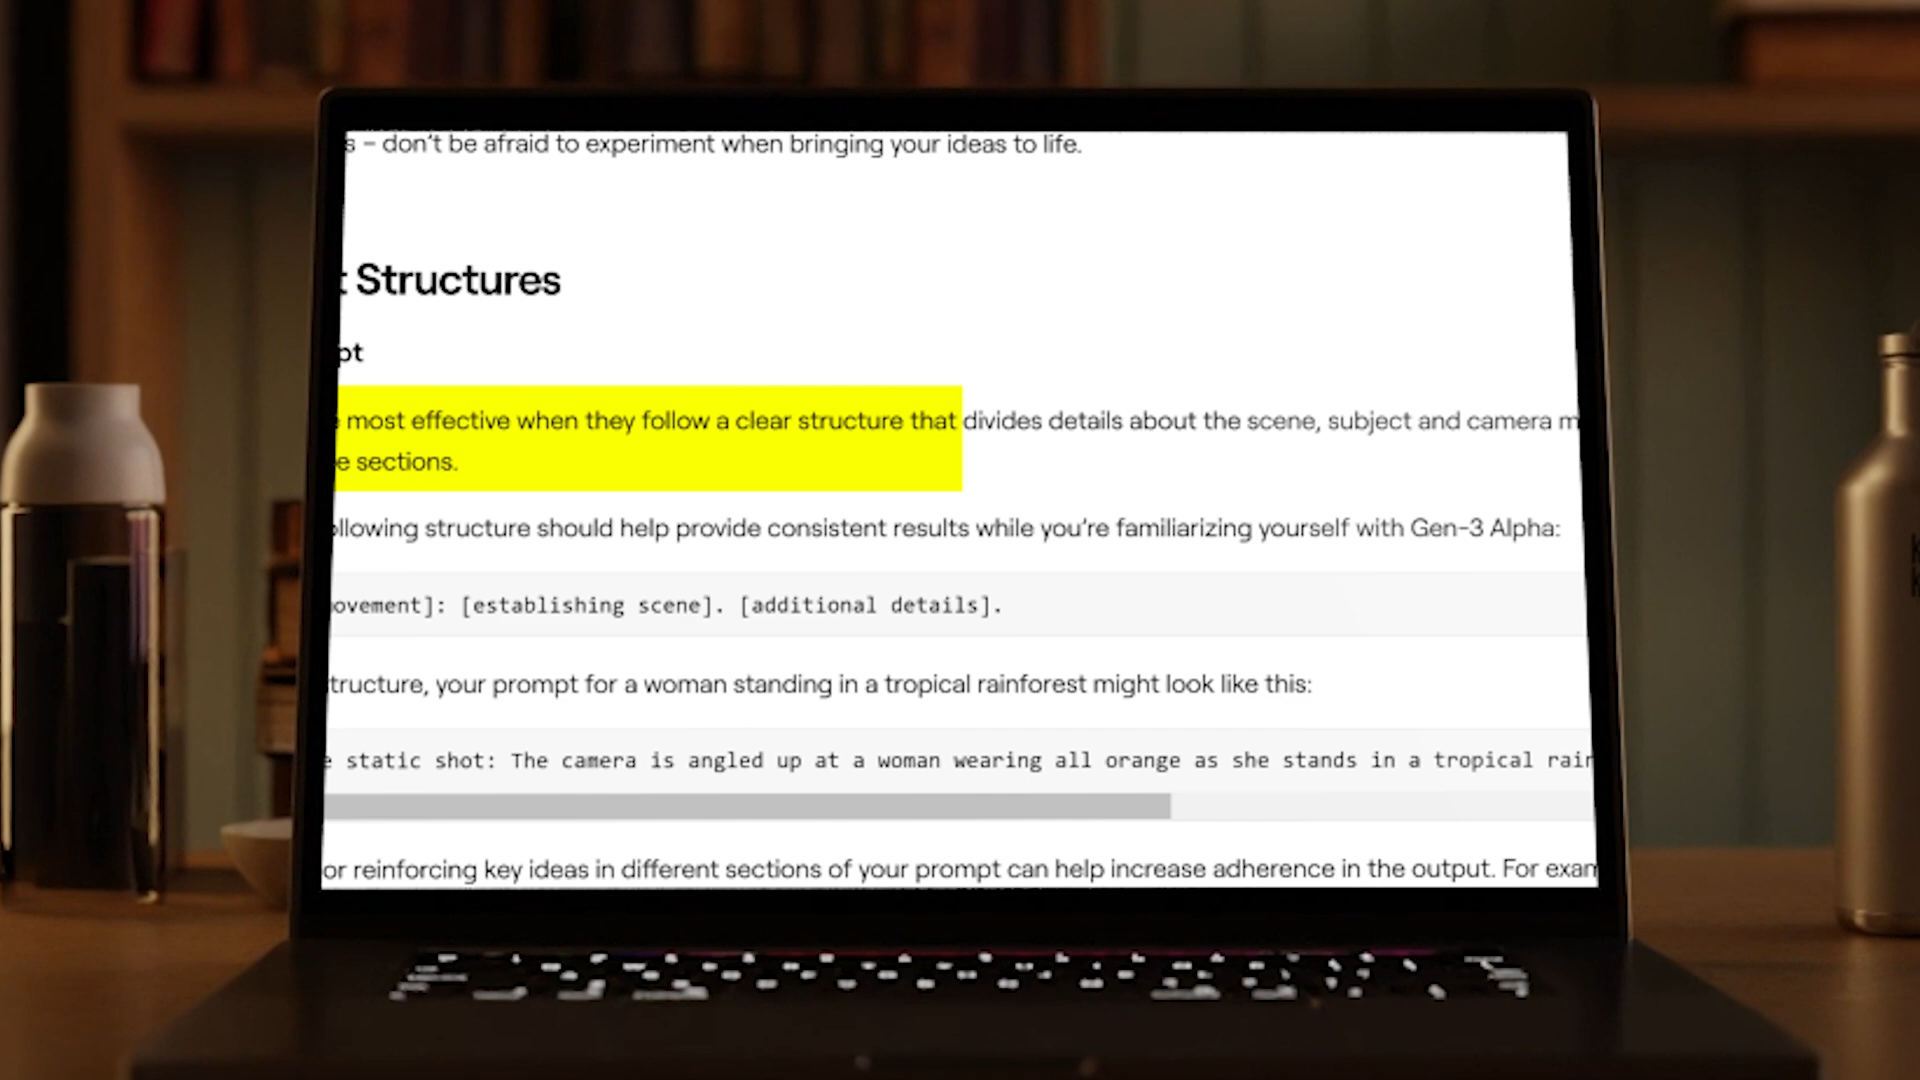 s – don't be afraid to experiment when bringing your ideas to life.
t Structures
pt
most effective when they follow a clear structure that divides details about the scene, subject and camera m
e sections.
ollowing structure should help provide consistent results while you're familiarizing yourself with Gen-3 Alpha:
ovement]: [establishing scene]. [additional details].
tructure, your prompt for a woman standing in a tropical rainforest might look like this:
e static shot: The camera is angled up at a woman wearing all orange as she stands in a tropical rain
or reinforcing key ideas in different sections of your prompt can help increase adherence in the output. For exam